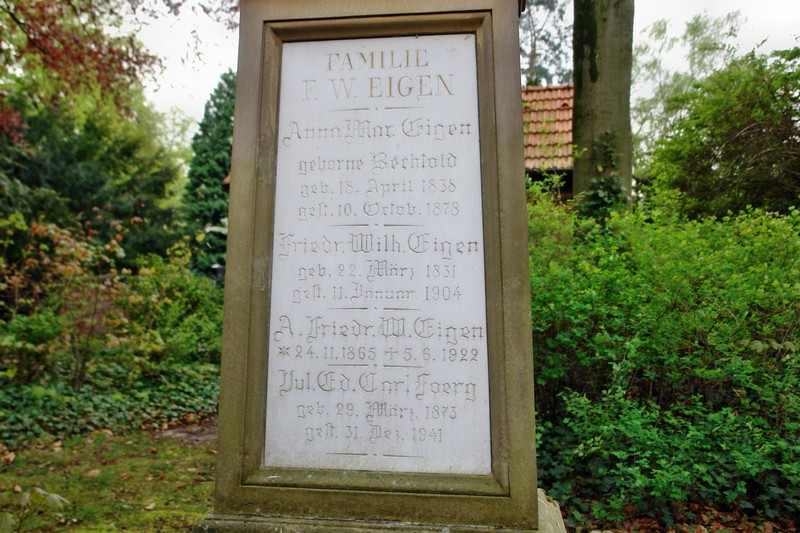 FAMILIE
F. W. EIGEN
Anna Mar. Eigen
geborne Bechtold
geb. 18. April 1838
gest. 10. Octob. 1878
Friedr. Wilh. Eigen
geb. 22. März 1831
gest. 11. Januar 1904
A. Friedr. W. Eigen
* 24.11.1865 + 5.6.1922
Jul. Ed. Carl Foerg
geb. 29. März 1873
gest. 31. Dez. 1941